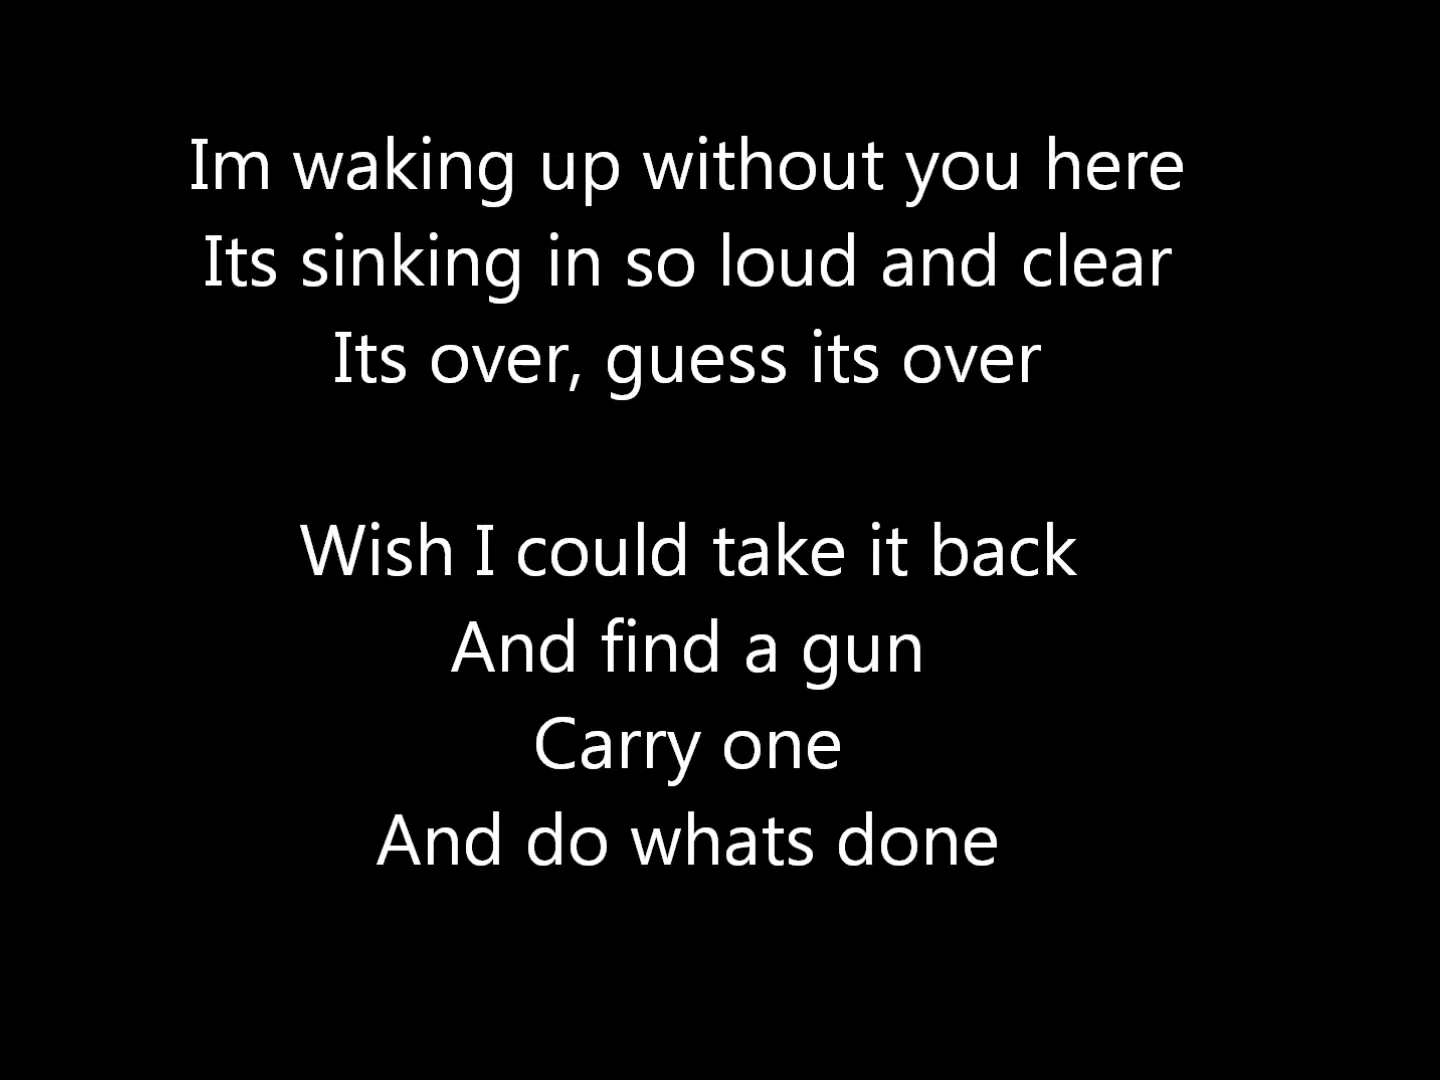 Im waking up without you here
Its sinking in so loud and clear
Its over, guess its over
Wish I could take it back
And find a gun
Carry one
And do whats done